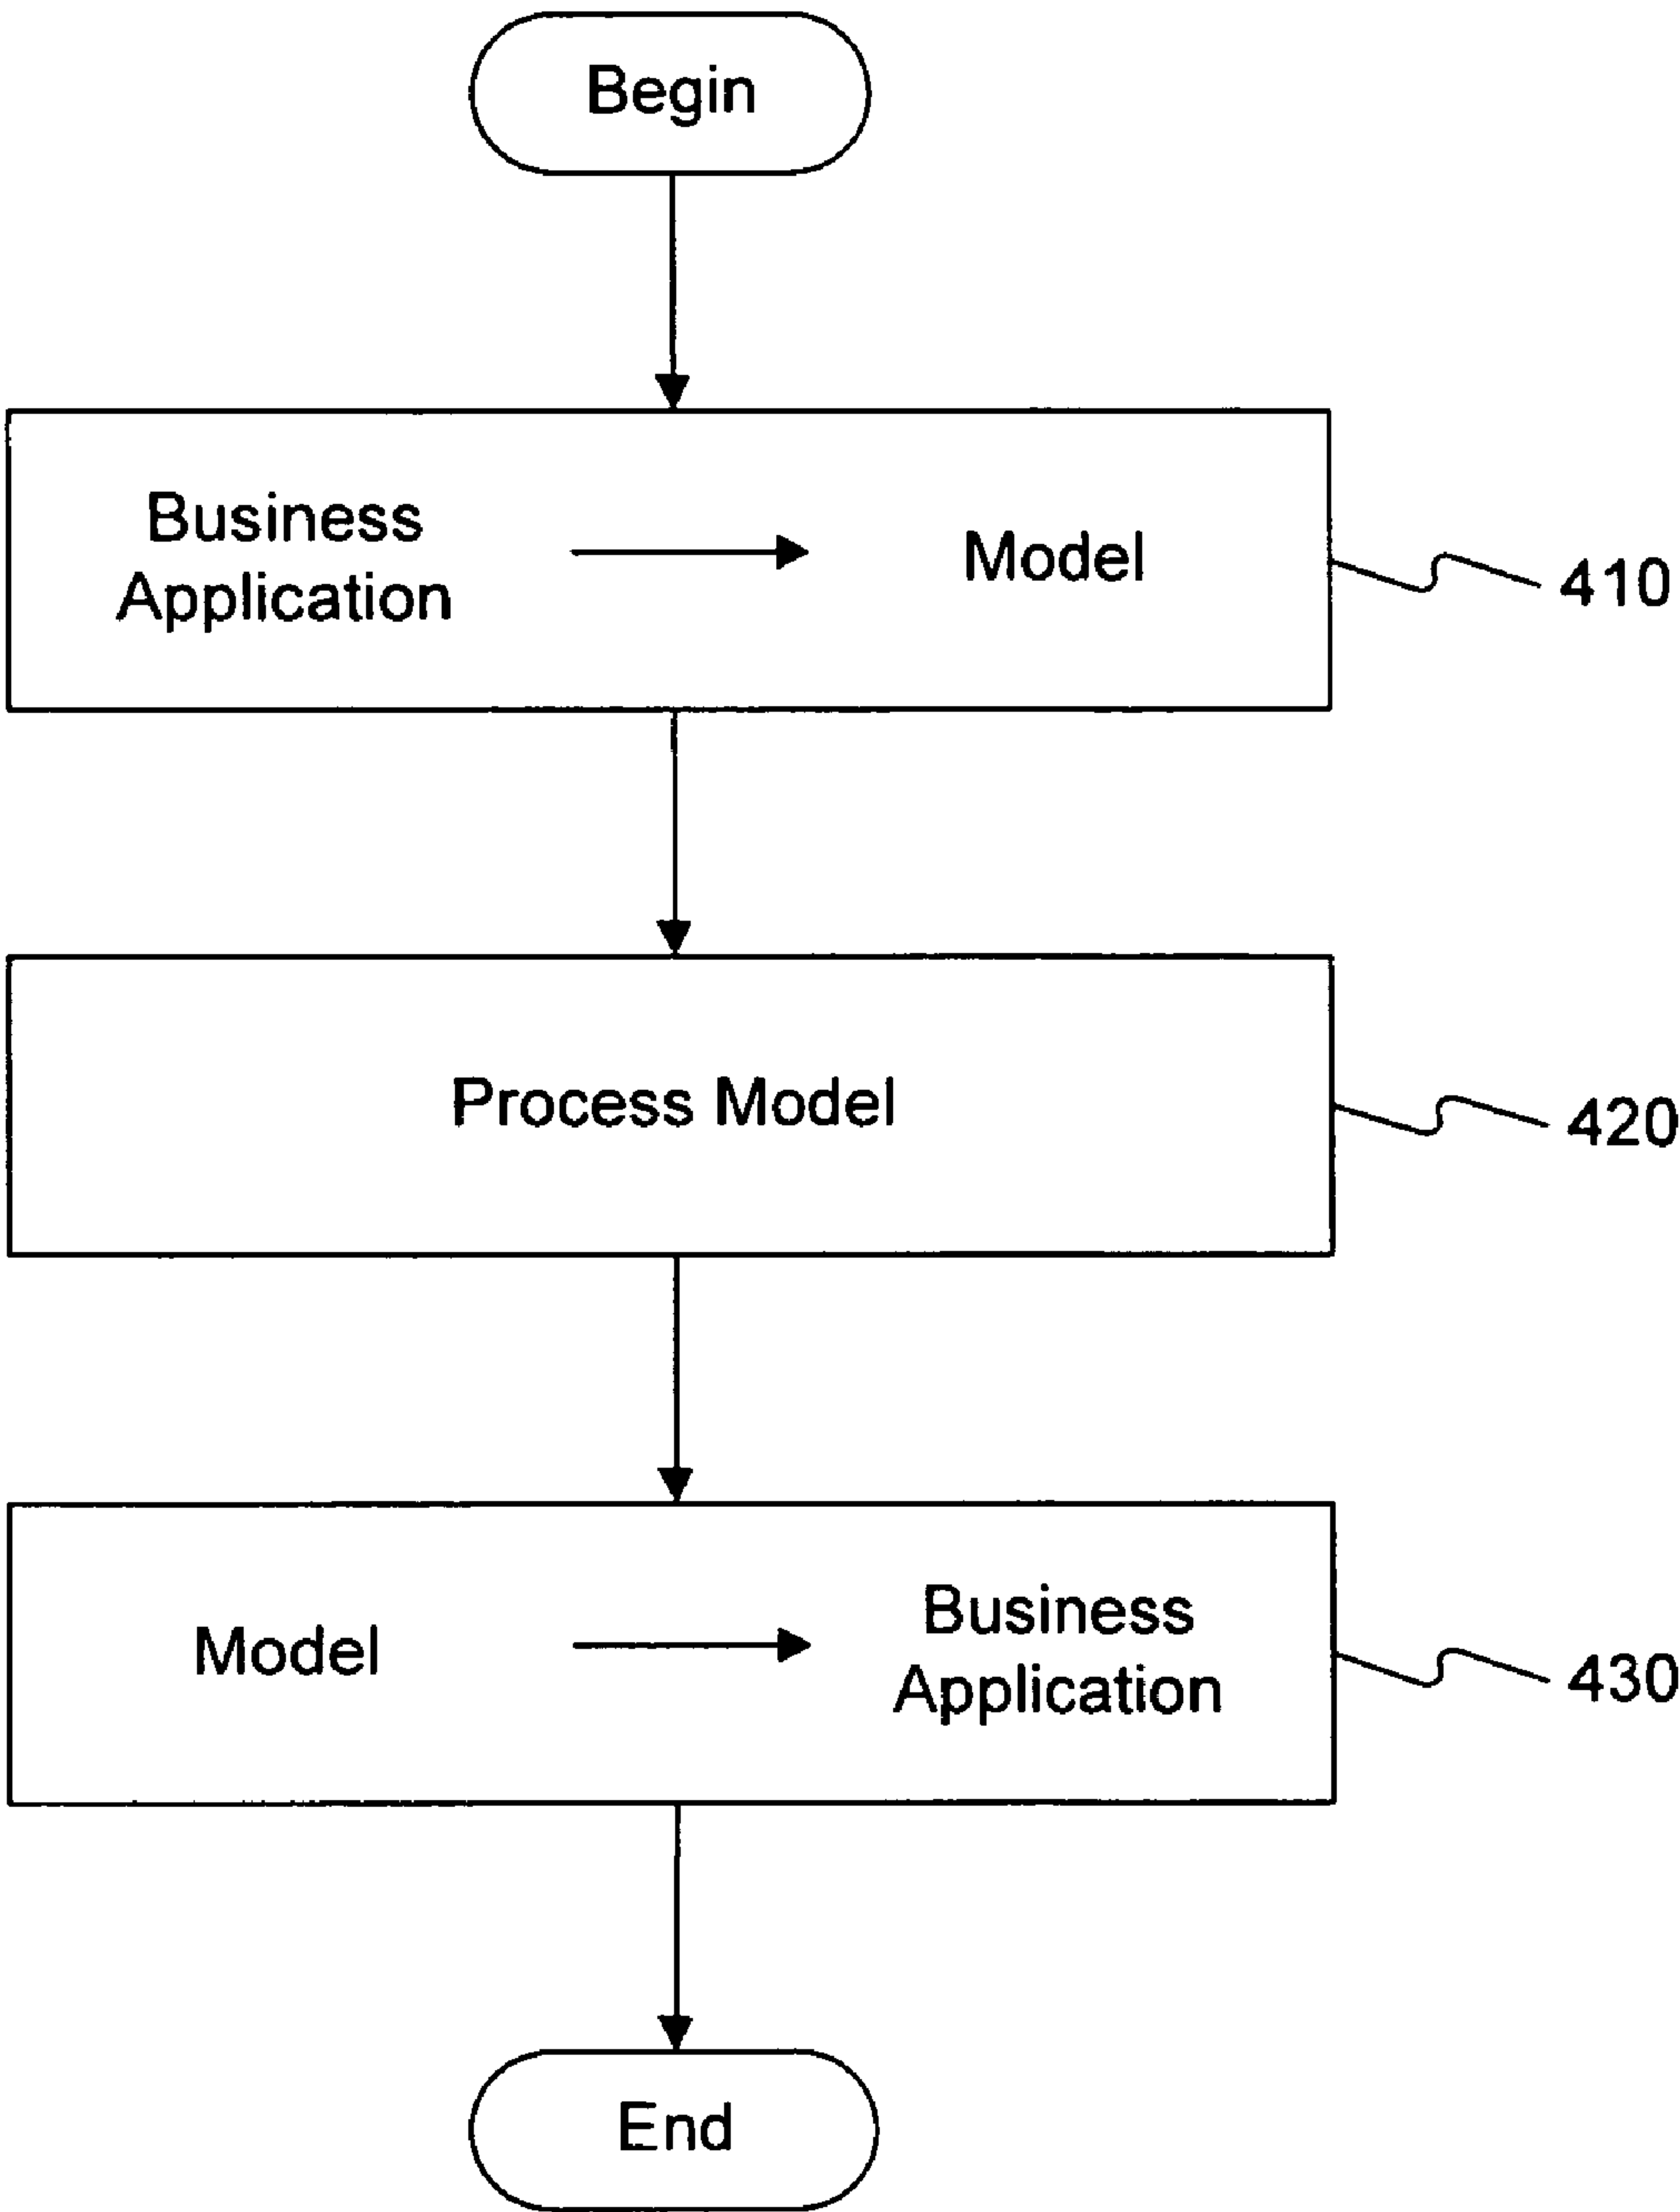 Begin
Business
Application
Model
410
Process Model
420
Model
Business
Application
430
End